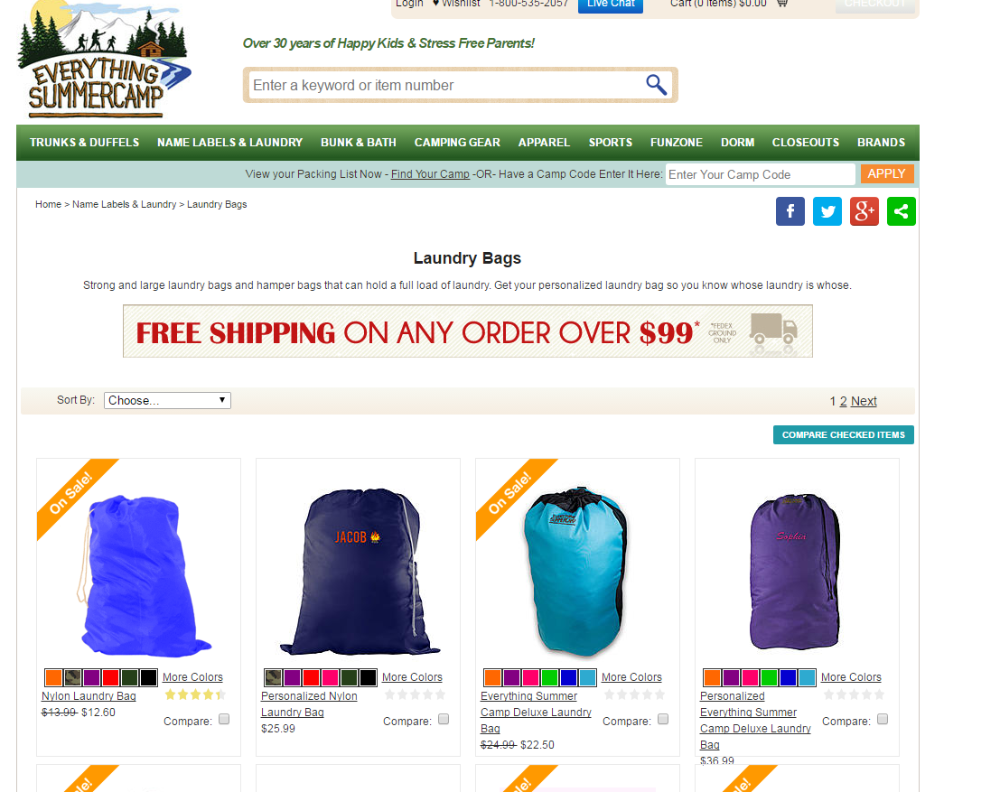 Login ♥ Wishlist 1-800-535-2057 Live Chat Cart (0 items) $0.00 CHECKOUT
EVERYTHING
SUMMERCAMP
Over 30 years of Happy Kids & Stress Free Parents!
Enter a keyword or item number
TRUNKS & DUFFELS NAME LABELS & LAUNDRY BUNK & BATH CAMPING GEAR APPAREL SPORTS FUNZONE DORM CLOSEOUTS BRANDS
View your Packing List Now - Find Your Camp -OR- Have a Camp Code Enter It Here: Enter Your Camp Code APPLY
Home > Name Labels & Laundry > Laundry Bags
f g+
Laundry Bags
Strong and large laundry bags and hamper bags that can hold a full load of laundry. Get your personalized laundry bag so you know whose laundry is whose.
FREE SHIPPING ON ANY ORDER OVER $99*
*FEDEX
GROUND
ONLY
Sort By: Choose... 1 2 Next
COMPARE CHECKED ITEMS
On Sale!
JACOB
On Sale!
EVERYTHING
SUMMERCAMP
Sophia
More Colors
Nylon Laundry Bag
$13.99 $12.60
Compare:
More Colors
Personalized Nylon
Laundry Bag
$25.99
Compare:
More Colors
Everything Summer
Camp Deluxe Laundry
Bag
$24.99 $22.50
Compare:
More Colors
Personalized
Everything Summer
Camp Deluxe Laundry
Bag
$36.99
Compare: